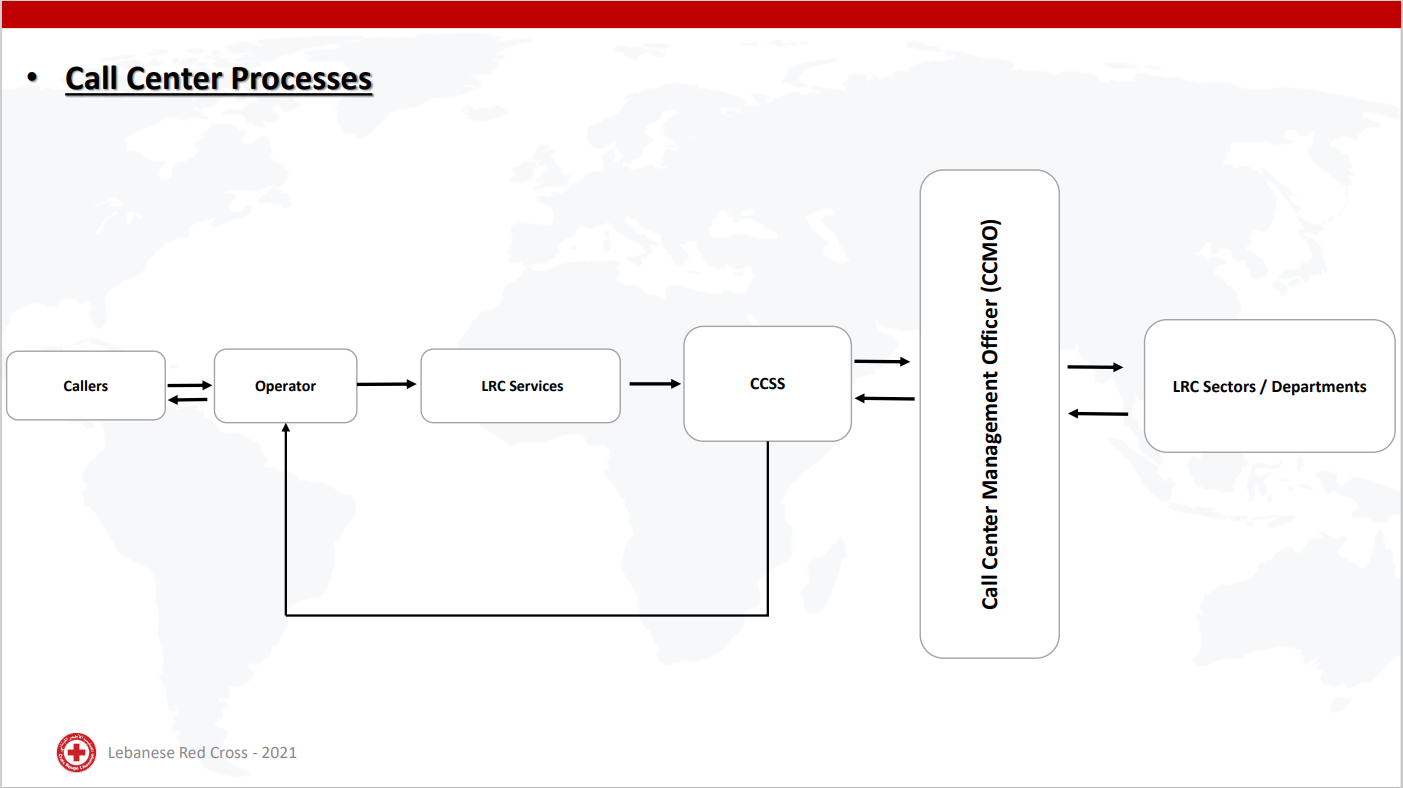 • Call Center Processes
Callers
Operator
LRC Services
CCSS
Call Center Management Officer (CCMO)
LRC Sectors / Departments
Lebanese Red Cross - 2021